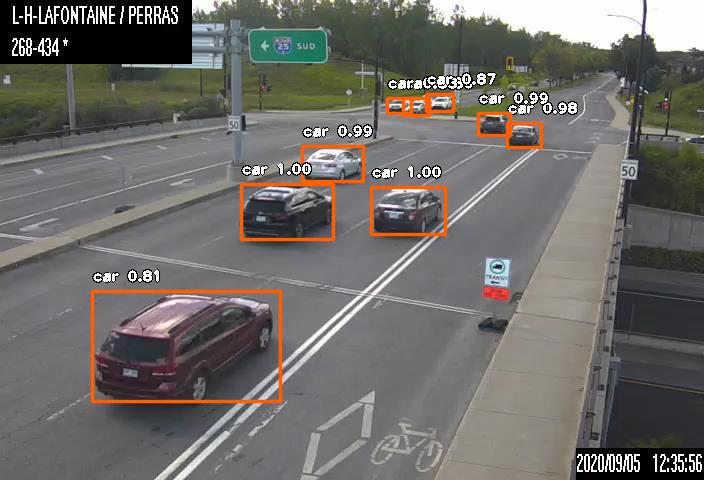 L-H-LAFONTAINE / PERRAS
268-434 *
25 SUD
car 0.87
car 0.99
car 0.98
50
car 0.99
car 1.00
car 1.00
50
TRANSIT
car 0.81
2020/09/05 12:35:56